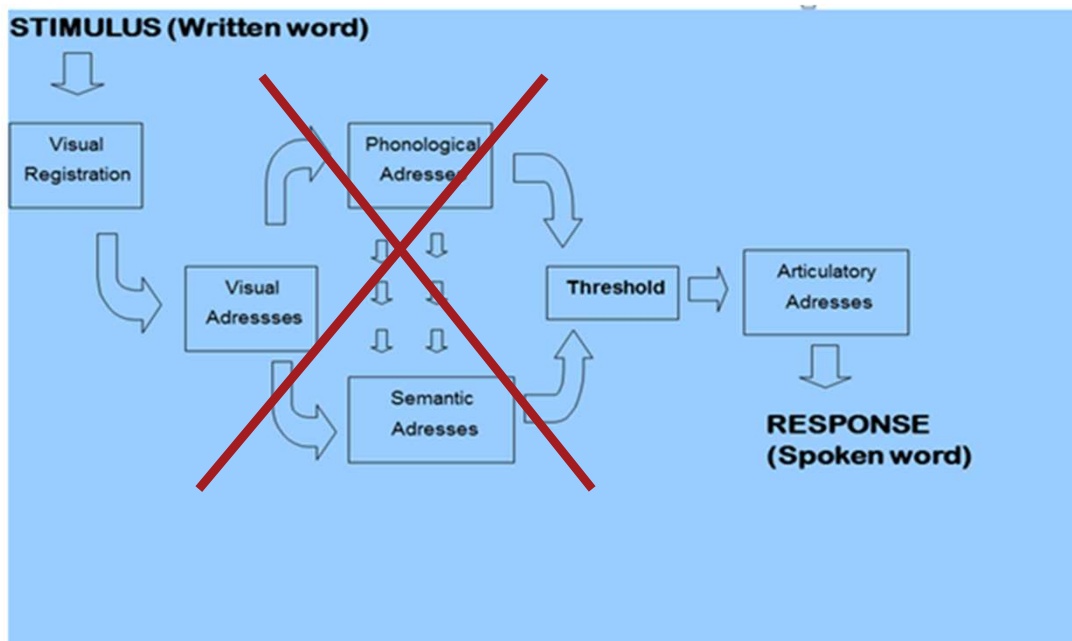 STIMULUS (Written word)
Visual
Registration
Phonological
Adresses
Visual
Adressses
Threshold
Articulatory
Adresses
Semantic
Adresses
RESPONSE
(Spoken word)